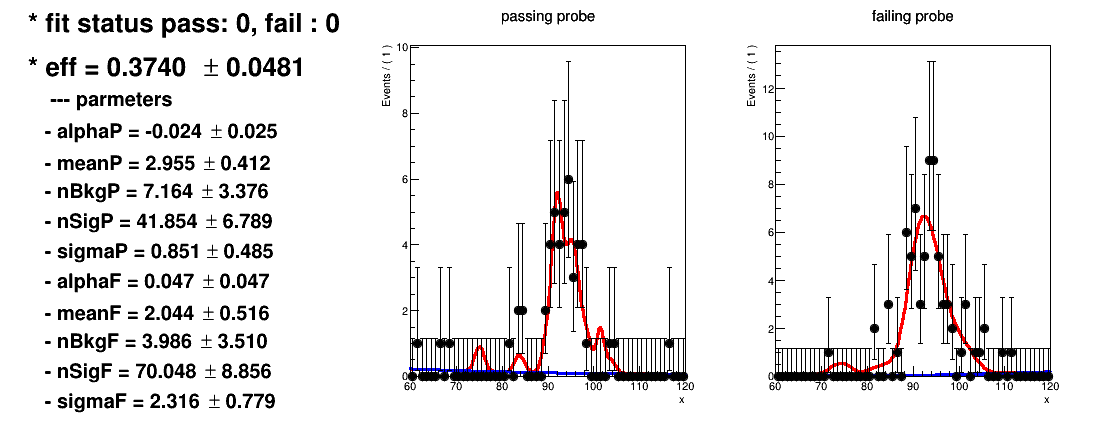 * fit status pass: 0, fail : 0
* eff = 0.3740 ± 0.0481
--- parmeters
- alphaP = -0.024 ± 0.025
- meanP = 2.955 ± 0.412
- nBkgP = 7.164 ± 3.376
- nSigP = 41.854 ± 6.789
- sigmaP = 0.851 ± 0.485
- alphaF = 0.047 ± 0.047
- meanF = 2.044 ± 0.516
- nBkgF = 3.986 ± 3.510
- nSigF = 70.048 ± 8.856
- sigmaF = 2.316 ± 0.779
passing probe
Events / ( 1 )
10
8
6
4
2
0
60 70 80 90 100 110 120
x
failing probe
Events / ( 1 )
12
10
8
6
4
2
0
60 70 80 90 100 110 120
x